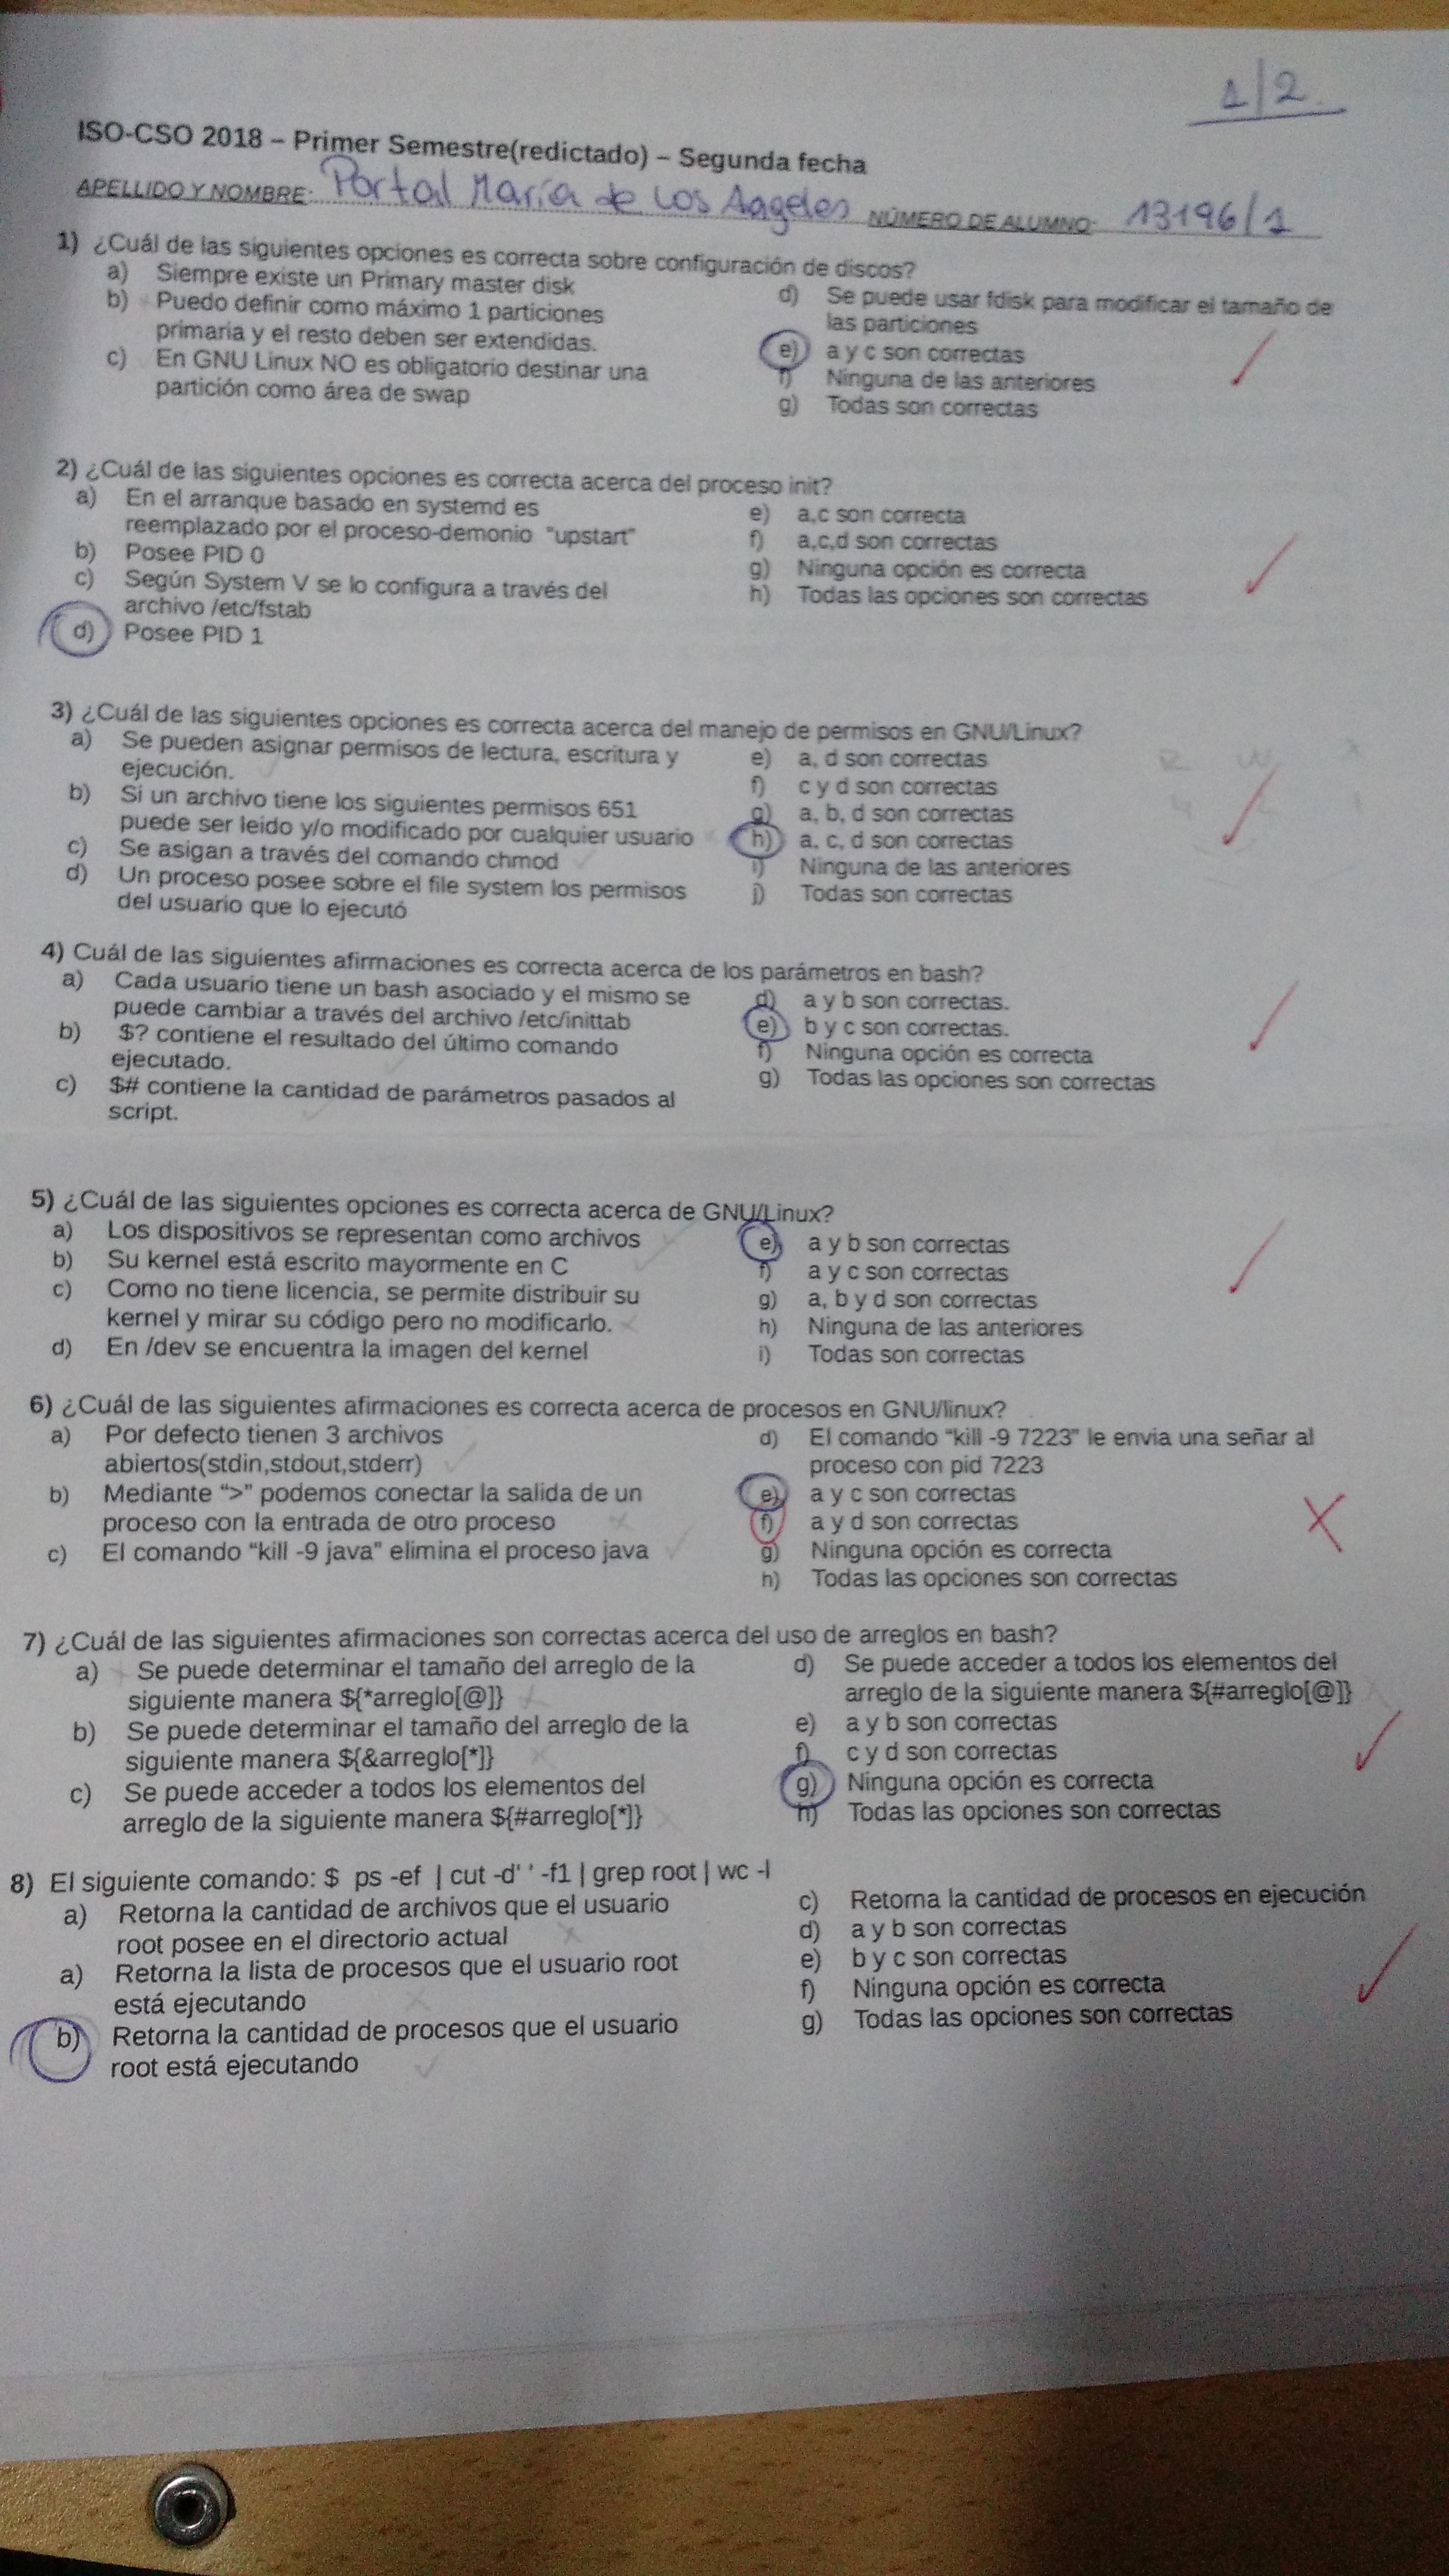 1/2
ISO-CSO 2018 – Primer Semestre(redictado) – Segunda fecha
APELLIDO Y NOMBRE: Portal María de Los Angeles NÚMERO DE ALUMNO: 13196/1
1) ¿Cuál de las siguientes opciones es correcta sobre configuración de discos?
a) Siempre existe un Primary master disk
b) Puedo definir como máximo 1 particiones
primaria y el resto deben ser extendidas.
c) En GNU Linux NO es obligatorio destinar una
partición como área de swap
d) Se puede usar fdisk para modificar el tamaño de
las particiones
e) a y c son correctas
f) Ninguna de las anteriores
g) Todas son correctas
2) ¿Cuál de las siguientes opciones es correcta acerca del proceso init?
a) En el arranque basado en systemd es
reemplazado por el proceso-demonio "upstart"
b) Posee PID 0
c) Según System V se lo configura a través del
archivo /etc/fstab
d) Posee PID 1
e) a,c son correcta
f) a,c,d son correctas
g) Ninguna opción es correcta
h) Todas las opciones son correctas
3) ¿Cuál de las siguientes opciones es correcta acerca del manejo de permisos en GNU/Linux?
a) Se pueden asignar permisos de lectura, escritura y
ejecución.
b) Si un archivo tiene los siguientes permisos 651
puede ser leido y/o modificado por cualquier usuario
c) Se asigan a través del comando chmod
d) Un proceso posee sobre el file system los permisos
del usuario que lo ejecutó
e) a, d son correctas
f) c y d son correctas
g) a, b, d son correctas
h) a, c, d son correctas
i) Ninguna de las anteriores
j) Todas son correctas
R W X
4) Cuál de las siguientes afirmaciones es correcta acerca de los parámetros en bash?
a) Cada usuario tiene un bash asociado y el mismo se
puede cambiar a través del archivo /etc/inittab
b) $? contiene el resultado del último comando
ejecutado.
c) $# contiene la cantidad de parámetros pasados al
script.
d) a y b son correctas.
e) b y c son correctas.
f) Ninguna opción es correcta
g) Todas las opciones son correctas
5) ¿Cuál de las siguientes opciones es correcta acerca de GNU/Linux?
a) Los dispositivos se representan como archivos
b) Su kernel está escrito mayormente en C
c) Como no tiene licencia, se permite distribuir su
kernel y mirar su código pero no modificarlo.
d) En /dev se encuentra la imagen del kernel
e) a y b son correctas
f) a y c son correctas
g) a, b y d son correctas
h) Ninguna de las anteriores
i) Todas son correctas
6) ¿Cuál de las siguientes afirmaciones es correcta acerca de procesos en GNU/linux?
a) Por defecto tienen 3 archivos
abiertos(stdin,stdout,stderr)
b) Mediante “>” podemos conectar la salida de un
proceso con la entrada de otro proceso
c) El comando “kill -9 java” elimina el proceso java
d) El comando “kill -9 7223” le envia una señar al
proceso con pid 7223
e) a y c son correctas
f) a y d son correctas
g) Ninguna opción es correcta
h) Todas las opciones son correctas
7) ¿Cuál de las siguientes afirmaciones son correctas acerca del uso de arreglos en bash?
a) Se puede determinar el tamaño del arreglo de la
siguiente manera ${*arreglo[@]}
b) Se puede determinar el tamaño del arreglo de la
siguiente manera ${&arreglo[*]}
c) Se puede acceder a todos los elementos del
arreglo de la siguiente manera ${#arreglo[*]}
d) Se puede acceder a todos los elementos del
arreglo de la siguiente manera ${#arreglo[@]}
e) a y b son correctas
f) c y d son correctas
g) Ninguna opción es correcta
h) Todas las opciones son correctas
8) El siguiente comando: $ ps -ef | cut -d' ' -f1 | grep root | wc -l
a) Retorna la cantidad de archivos que el usuario
root posee en el directorio actual
a) Retorna la lista de procesos que el usuario root
está ejecutando
b) Retorna la cantidad de procesos que el usuario
root está ejecutando
c) Retorna la cantidad de procesos en ejecución
d) a y b son correctas
e) b y c son correctas
f) Ninguna opción es correcta
g) Todas las opciones son correctas